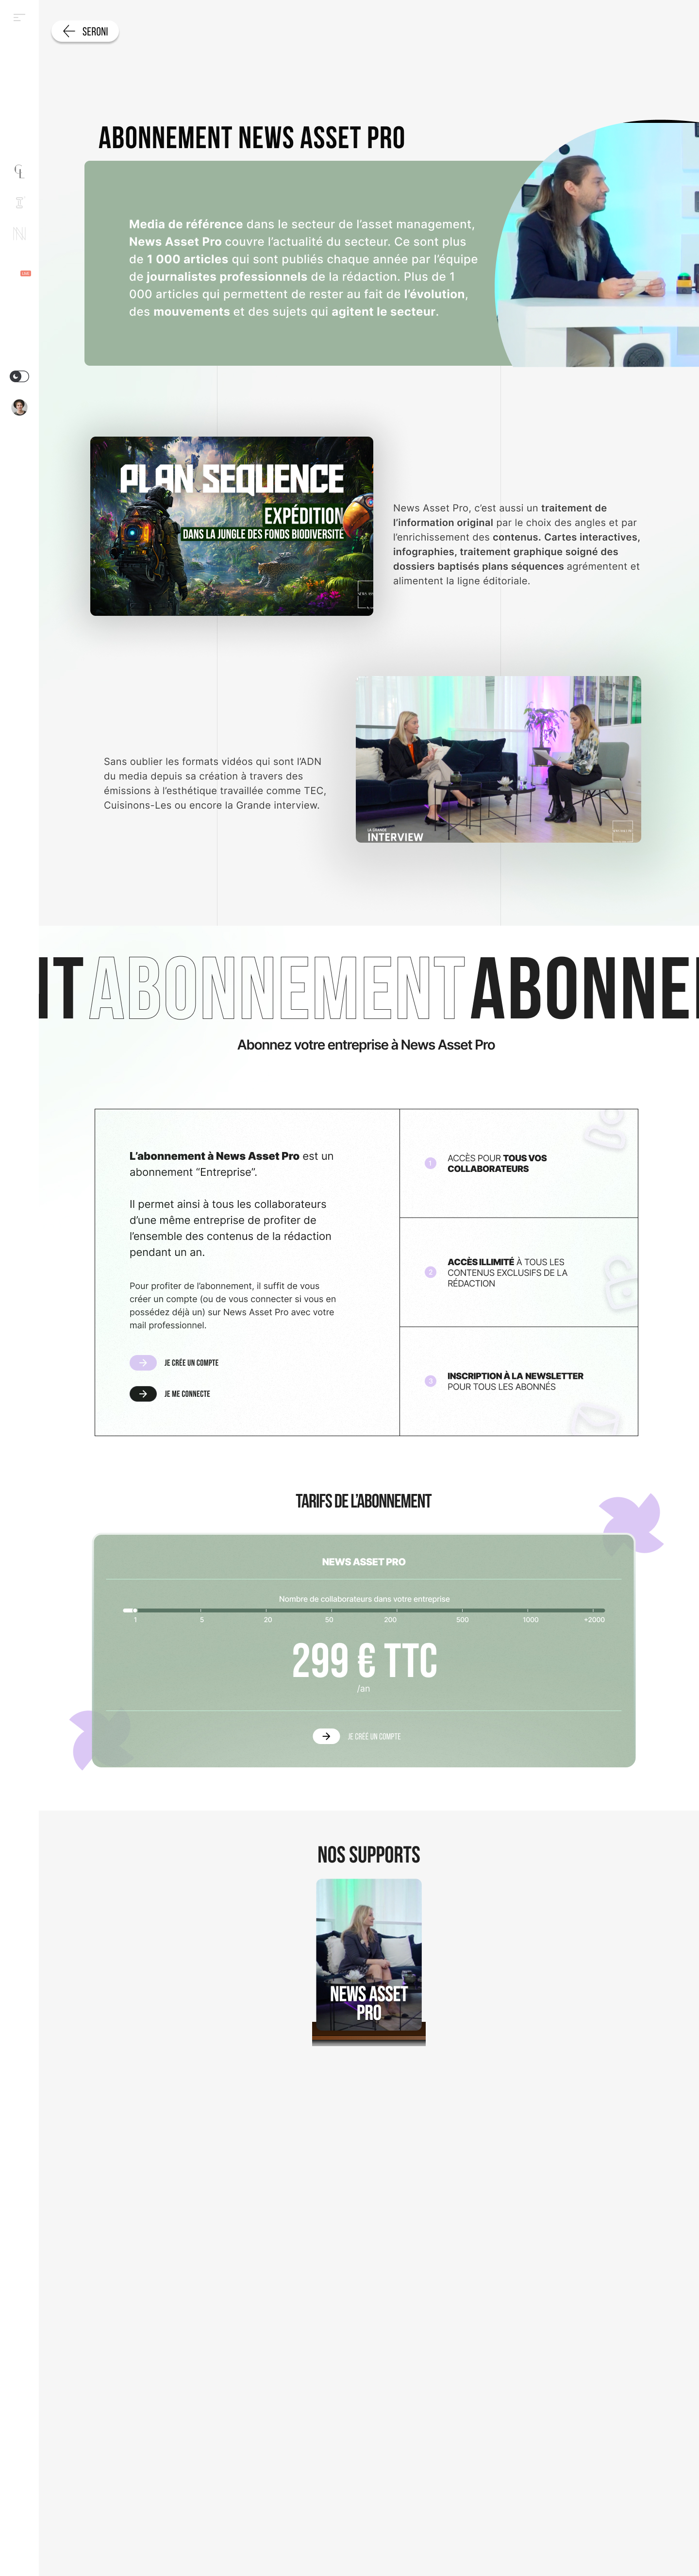 SERONI
ABONNEMENT NEWS ASSET PRO
Media de référence dans le secteur de l'asset management,
News Asset Pro couvre l'actualité du secteur. Ce sont plus
de 1 000 articles qui sont publiés chaque année par l'équipe
de journalistes professionnels de la rédaction. Plus de 1
000 articles qui permettent de rester au fait de l'évolution,
des mouvements et des sujets qui agitent le secteur.
PLAN SEQUENCE
EXPÉDITION
DANS LA JUNGLE DES FONDS BIODIVERSITÉ
News Asset Pro, c'est aussi un traitement de
l'information original par le choix des angles et par
l'enrichissement des contenus. Cartes interactives,
infographies, traitement graphique soigné des
dossiers baptisés plans séquences agrémentent et
alimentent la ligne éditoriale.
Sans oublier les formats vidéos qui sont l'ADN
du media depuis sa création à travers des
émissions à l'esthétique travaillée comme TEC,
Cuisinons-Les ou encore la Grande interview.
LA GRANDE
INTERVIEW
NT ABONNEMENT ABONNE
Abonnez votre entreprise à News Asset Pro
L'abonnement à News Asset Pro est un
abonnement "Entreprise".
Il permet ainsi à tous les collaborateurs
d'une même entreprise de profiter de
l'ensemble des contenus de la rédaction
pendant un an.
Pour profiter de l'abonnement, il suffit de vous
créer un compte (ou de vous connecter si vous en
possédez déjà un) sur News Asset Pro avec votre
mail professionnel.
JE CRÉE UN COMPTE
JE ME CONNECTE
1
ACCÈS POUR TOUS VOS
COLLABORATEURS
2
ACCÈS ILLIMITÉ À TOUS LES
CONTENUS EXCLUSIFS DE LA
RÉDACTION
3
INSCRIPTION À LA NEWSLETTER
POUR TOUS LES ABONNÉS
TARIFS DE L'ABONNEMENT
NEWS ASSET PRO
Nombre de collaborateurs dans votre entreprise
1 5 20 50 200 500 1000 +2000
299 € TTC
/an
JE CRÉE UN COMPTE
NOS SUPPORTS
NEWS ASSET
PRO